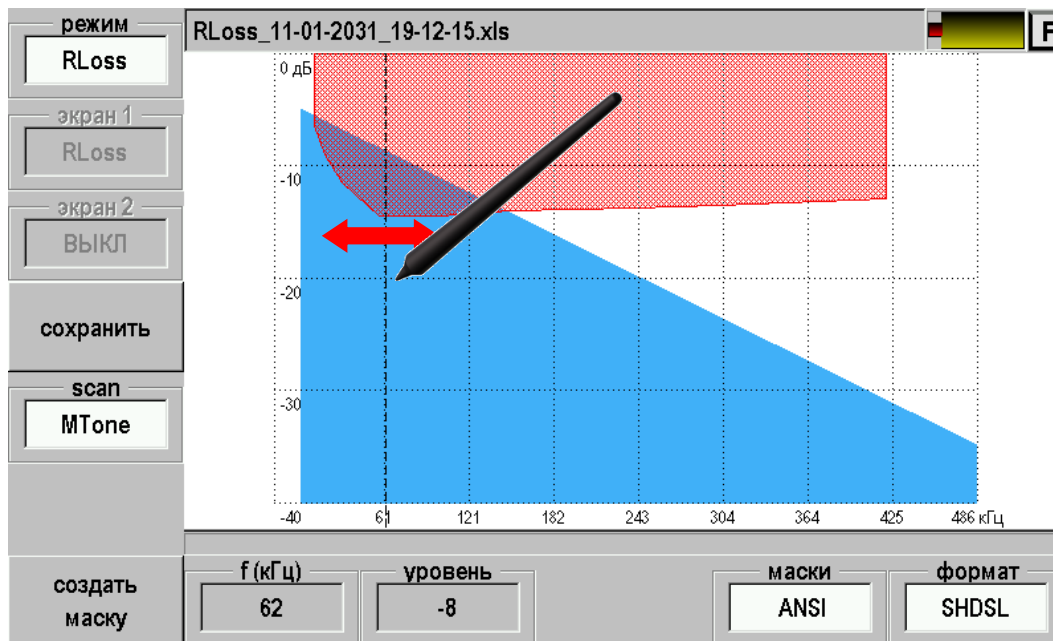 режим
RLoss
экран 1
RLoss
экран 2
ВЫКЛ
сохранить
scan
MTone
создать
маску
RLoss_11-01-2031_19-12-15.xls
F
0 дБ
-10
-20
-30
-40 61 121 182 243 304 364 425 486 кГц
f (кГц)
62
уровень
-8
маски
ANSI
формат
SHDSL